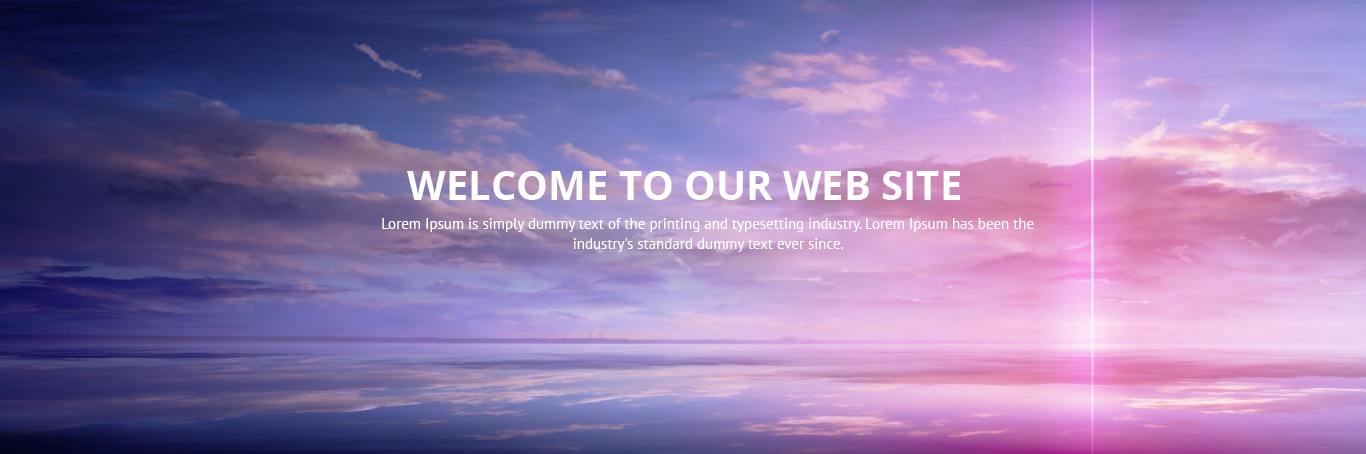 WELCOME TO OUR WEB SITE
Lorem Ipsum is simply dummy text of the printing and typesetting industry. Lorem Ipsum has been the
industry's standard dummy text ever since.